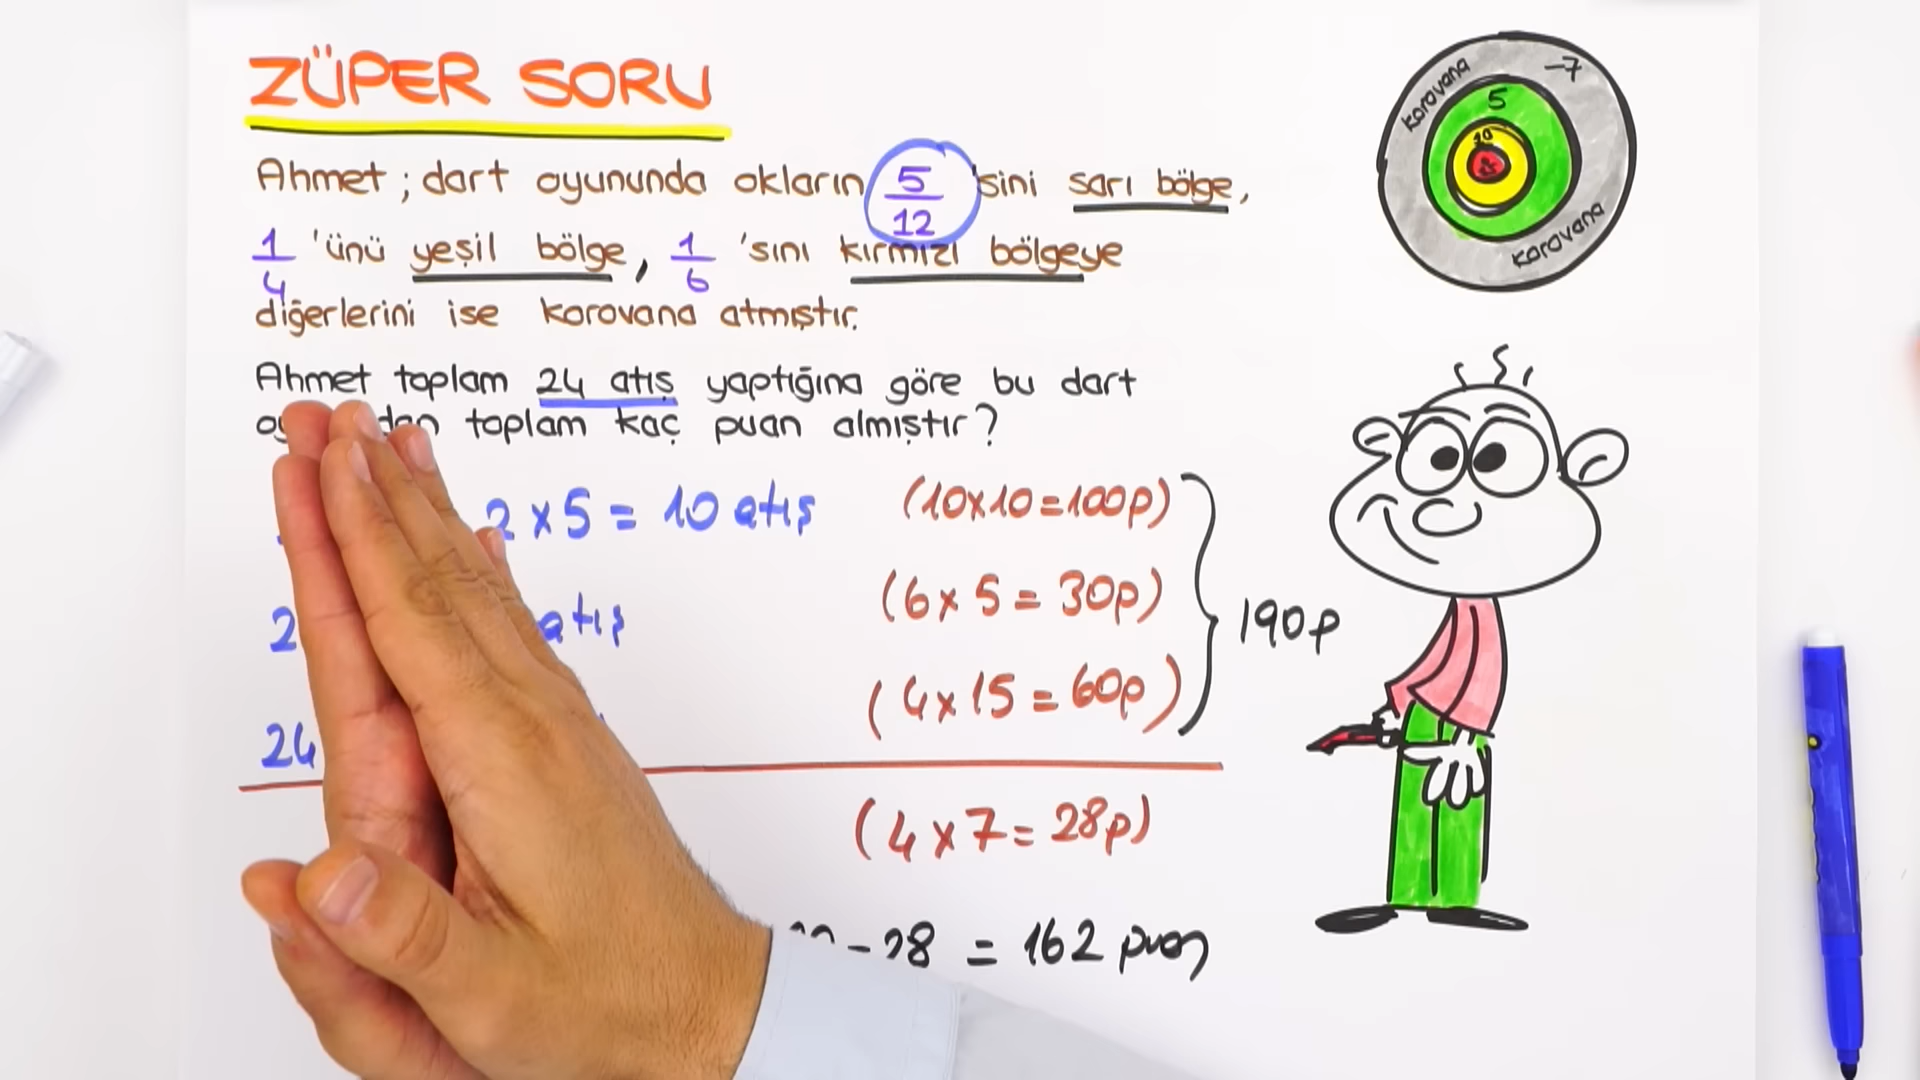 ZÜPER SORU
Ahmet ; dart oyununda okların 5/12 'sini sarı bölge,
1/4 'ünü yeşil bölge, 1/6 'sını kırmızı bölgeye
diğerlerini ise korovana atmıştır.
Ahmet toplam 24 atış yaptığına göre bu dart
toplam kaç puan almıştır?
2 x 5 = 10 atış (10x10=100p)
atış (6x5=30p)
190p
24 (4x15=60p)
(4x7=28p)
- 28 = 162 puan
korovana
-7
5
10
korovana